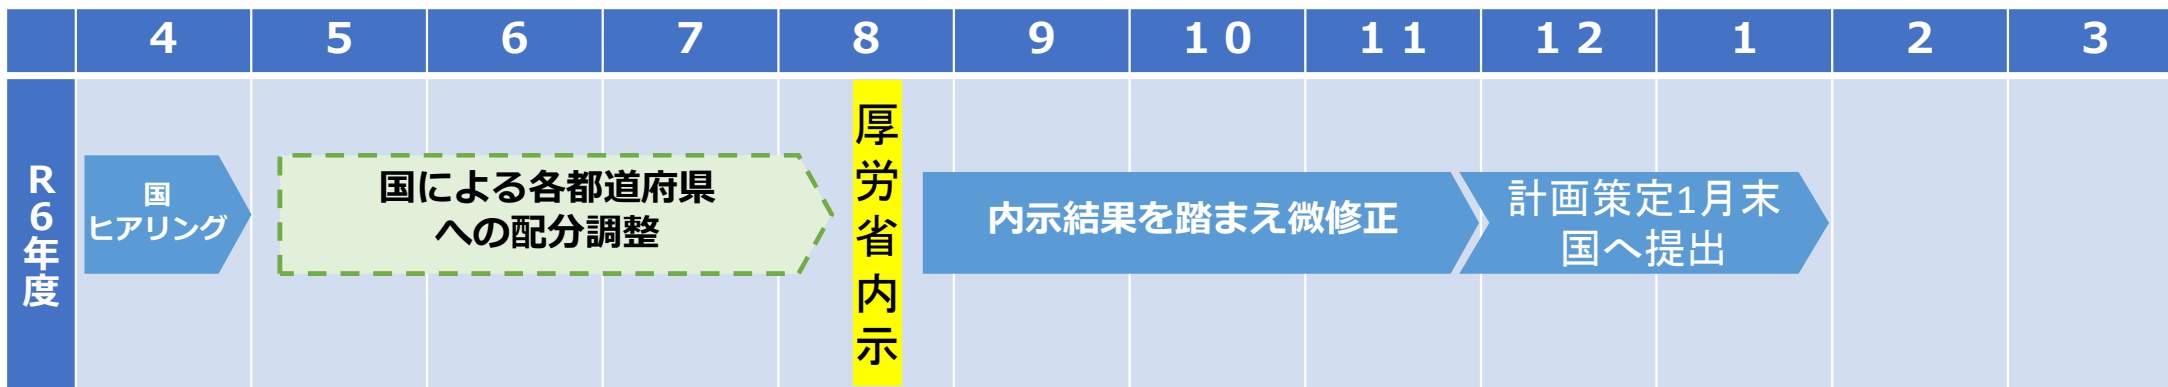 4 5 6 7 8 9 10 11 12 1 2 3
R6年度
国
ヒアリング
国による各都道府県
への配分調整
厚労省内示
内示結果を踏まえ微修正
計画策定1月末
国へ提出